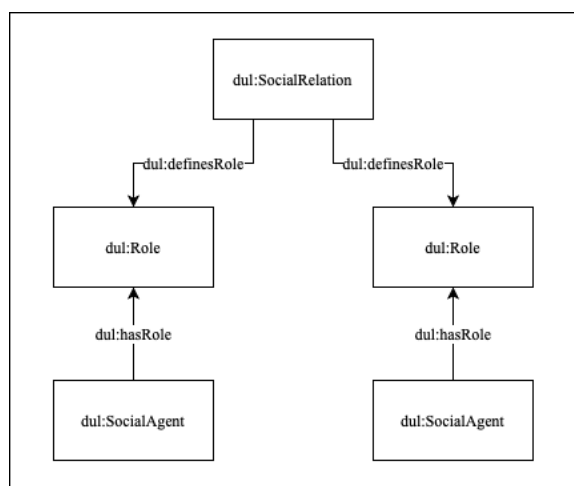 dul:SocialRelation
dul:definesRole
dul:definesRole
dul:Role
dul:Role
dul:hasRole
dul:hasRole
dul:SocialAgent
dul:SocialAgent